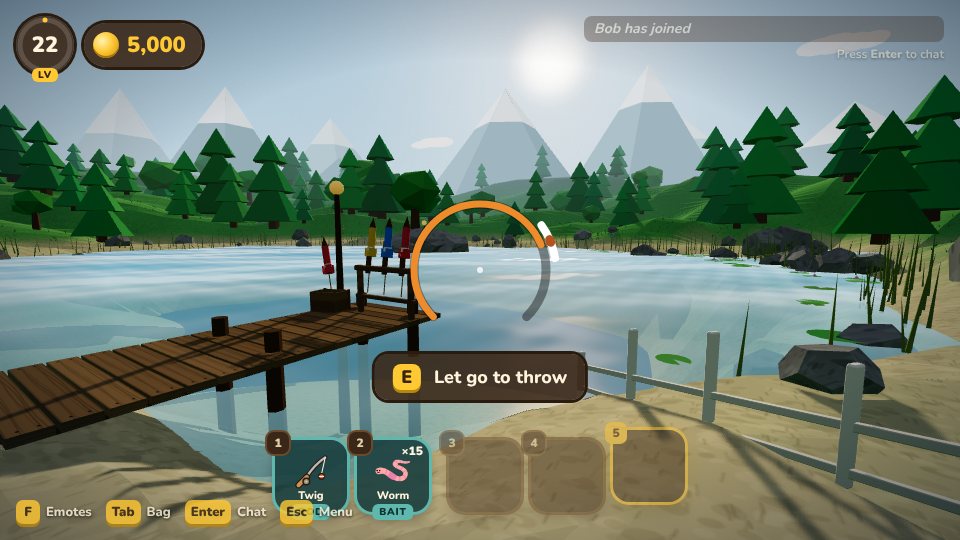 22
LV
5,000
Bob has joined
Press Enter to chat
E Let go to throw
1
Twig
2
×15
Worm
BAIT
3
4
5
F Emotes
Tab Bag
Enter Chat
Esc Menu